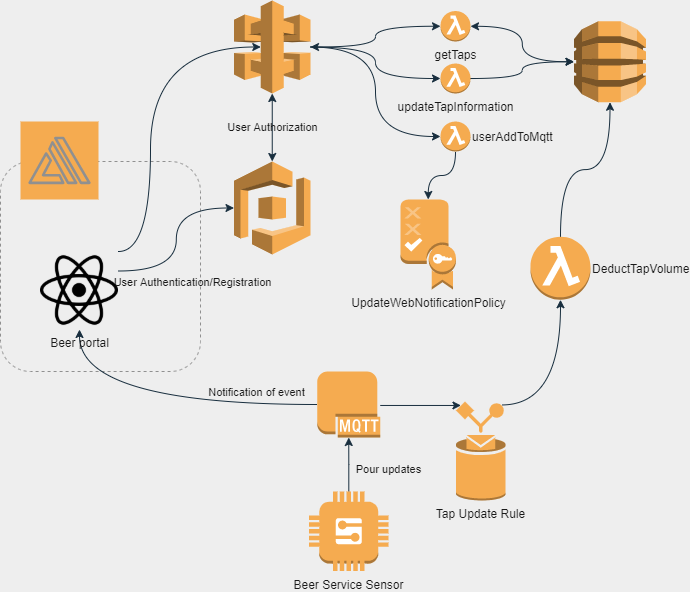 getTaps
updateTapInformation
User Authorization
userAddToMqtt
DeductTapVolume
User Authentication/Registration
UpdateWebNotificationPolicy
Beer portal
Notification of event
MQTT
Pour updates
Tap Update Rule
Beer Service Sensor